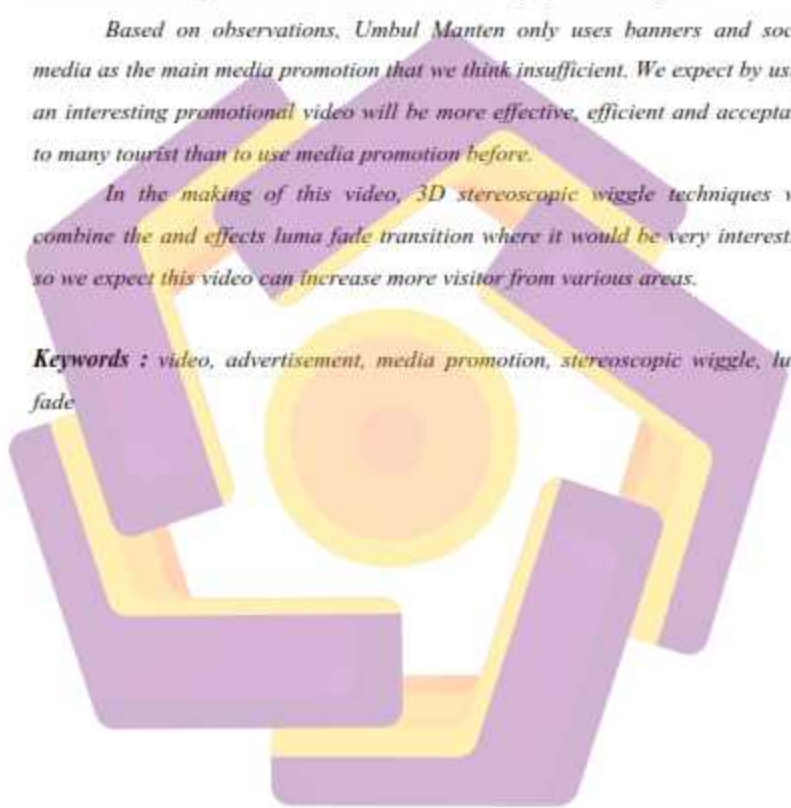 Based on observations, Umbul Manten only uses banners and soc
media as the main media promotion that we think insufficient. We expect by us
an interesting promotional video will be more effective, efficient and accepta
to many tourist than to use media promotion before.
In the making of this video, 3D stereoscopic wiggle techniques w
combine the and effects luma fade transition where it would be very interest
so we expect this video can increase more visitor from various areas.
Keywords : video, advertisement, media promotion, stereoscopic wiggle, lu
fade